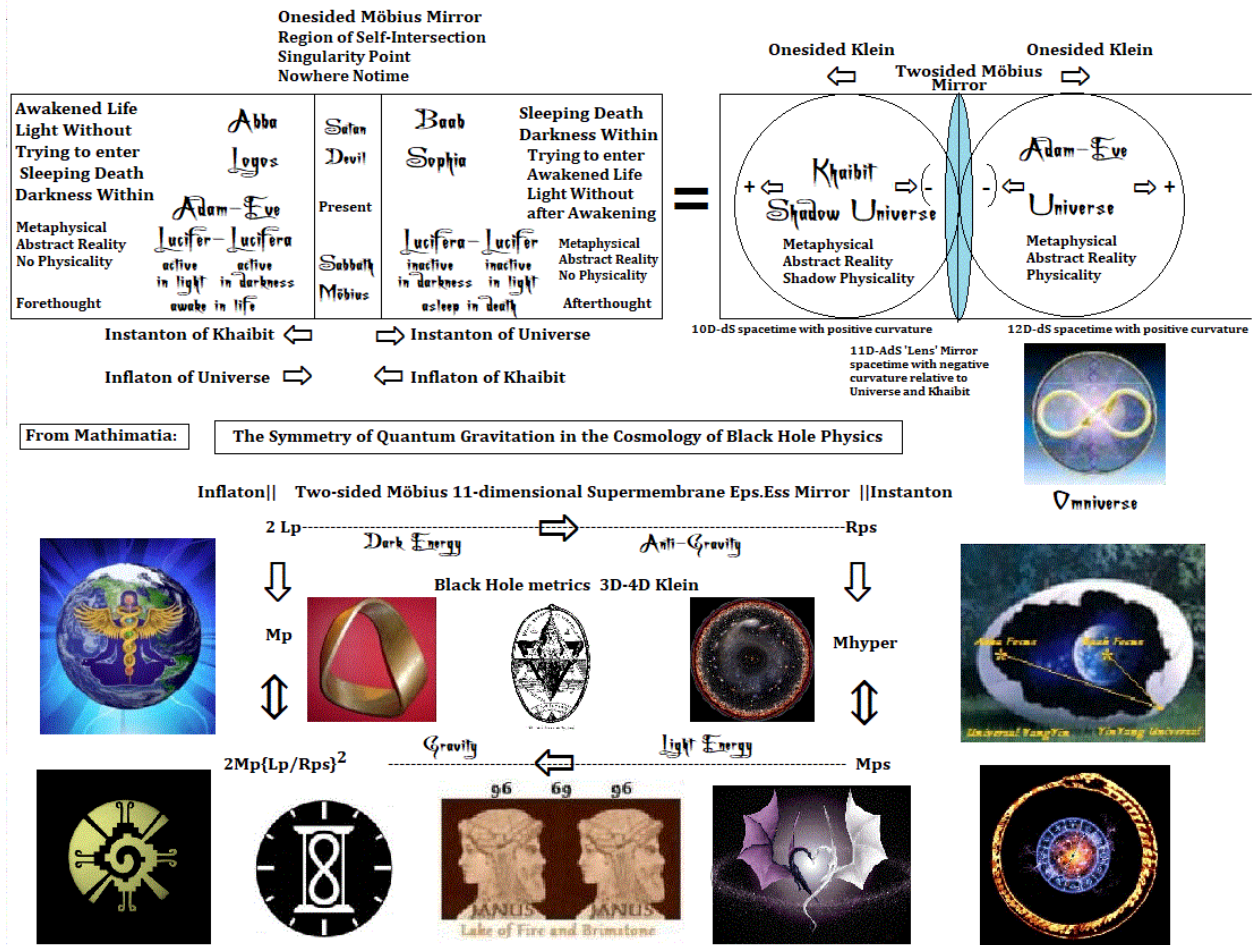 Onesided Möbius Mirror
Region of Self-Intersection
Singularity Point
Nowhere Notime
Onesided Klein
Onesided Klein
Twosided Möbius
Mirror
Awakened Life
Light Without
Trying to enter
Sleeping Death
Darkness Within
Metaphysical
Abstract Reality
No Physicality
Forethought
Abba
Logos
Adam-Eve
Lucifer-Lucifera
active active
in light in darkness
awake in life
Satan
Devil
Present
Sabbath
Möbius
Baab
Sophia
Lucifera-Lucifer
inactive inactive
in darkness in light
asleep in death
Sleeping Death
Darkness Within
Trying to enter
Awakened Life
Light Without
after Awakening
Metaphysical
Abstract Reality
No Physicality
Afterthought
=
Khaibit
+ ( -
Shadow Universe
Metaphysical
Abstract Reality
Shadow Physicality
Adam-Eve
- ) +
Universe
Metaphysical
Abstract Reality
Physicality
Instanton of Khaibit
Instanton of Universe
Inflaton of Universe
Inflaton of Khaibit
10D-dS spacetime with positive curvature
12D-dS spacetime with positive curvature
11D-AdS 'Lens' Mirror
spacetime with negative
curvature relative to
Universe and Khaibit
Omniverse
From Mathimatia:
The Symmetry of Quantum Gravitation in the Cosmology of Black Hole Physics
Inflaton|| Two-sided Möbius 11-dimensional Supermembrane Eps.Ess Mirror ||Instanton
2 Lp Rps
Dark Energy Anti-Gravity
Black Hole metrics 3D-4D Klein
Mp
Mhyper
Gravity Light Energy
2Mp{Lp/Rps}²
Mps
Abba Focus
Baab Focus
Universal YangYin
YinYang Universal
96 69 96
JANUS JANUS
Lake of Fire and Brimstone